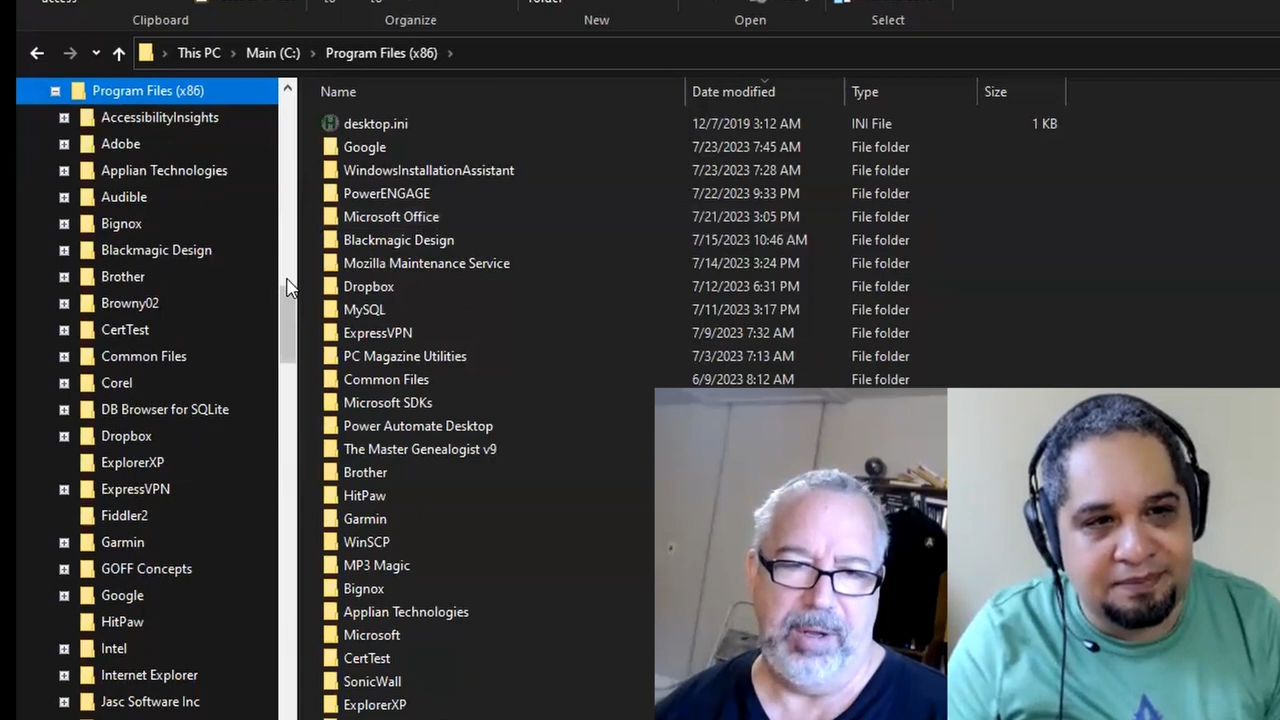 access
to
to
folder
Clipboard
Organize
New
Open
Select
This PC
Main (C:)
Program Files (x86)
Program Files (x86)
AccessibilityInsights
Adobe
Applian Technologies
Audible
Bignox
Blackmagic Design
Brother
Browny02
CertTest
Common Files
Corel
DB Browser for SQLite
Dropbox
ExplorerXP
ExpressVPN
Fiddler2
Garmin
GOFF Concepts
Google
HitPaw
Intel
Internet Explorer
Jasc Software Inc
Name Date modified Type Size
desktop.ini 12/7/2019 3:12 AM INI File 1 KB
Google 7/23/2023 7:45 AM File folder
WindowsInstallationAssistant 7/23/2023 7:28 AM File folder
PowerENGAGE 7/22/2023 9:33 PM File folder
Microsoft Office 7/21/2023 3:05 PM File folder
Blackmagic Design 7/15/2023 10:46 AM File folder
Mozilla Maintenance Service 7/14/2023 3:24 PM File folder
Dropbox 7/12/2023 6:31 PM File folder
MySQL 7/11/2023 3:17 PM File folder
ExpressVPN 7/9/2023 7:32 AM File folder
PC Magazine Utilities 7/3/2023 7:13 AM File folder
Common Files 6/9/2023 8:12 AM File folder
Microsoft SDKs
Power Automate Desktop
The Master Genealogist v9
Brother
HitPaw
Garmin
WinSCP
MP3 Magic
Bignox
Applian Technologies
Microsoft
CertTest
SonicWall
ExplorerXP